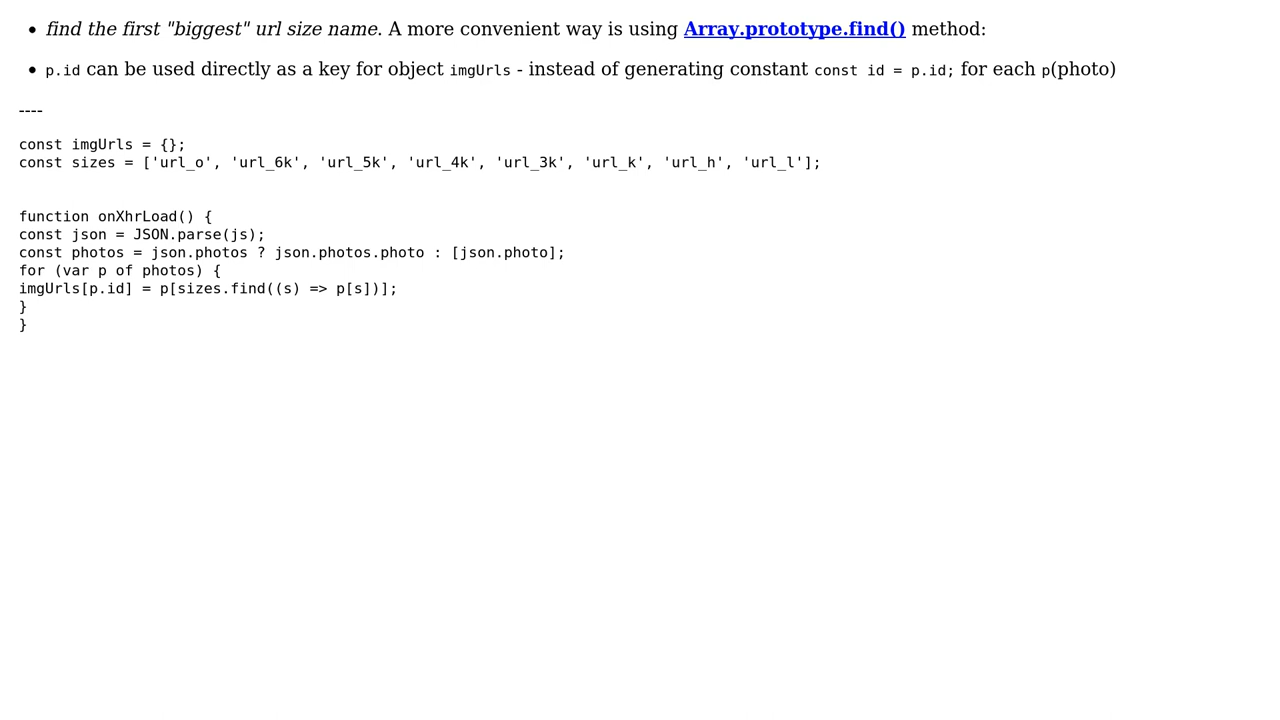 • find the first "biggest" url size name. A more convenient way is using Array.prototype.find() method:
• p.id can be used directly as a key for object imgUrls - instead of generating constant const id = p.id; for each p(photo)
----
const imgUrls = {};
const sizes = ['url_o', 'url_6k', 'url_5k', 'url_4k', 'url_3k', 'url_k', 'url_h', 'url_l'];
function onXhrLoad() {
const json = JSON.parse(js);
const photos = json.photos ? json.photos.photo : [json.photo];
for (var p of photos) {
imgUrls[p.id] = p[sizes.find((s) => p[s])];
}
}